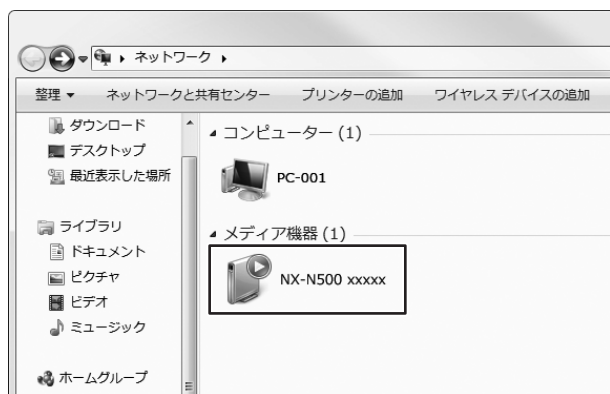 ネットワーク
整理 ネットワークと共有センター プリンターの追加 ワイヤレス デバイスの追加
ダウンロード
デスクトップ
最近表示した場所
ライブラリ
ドキュメント
ピクチャ
ビデオ
ミュージック
ホームグループ
コンピューター (1)
PC-001
メディア機器 (1)
NX-N500 xxxxx